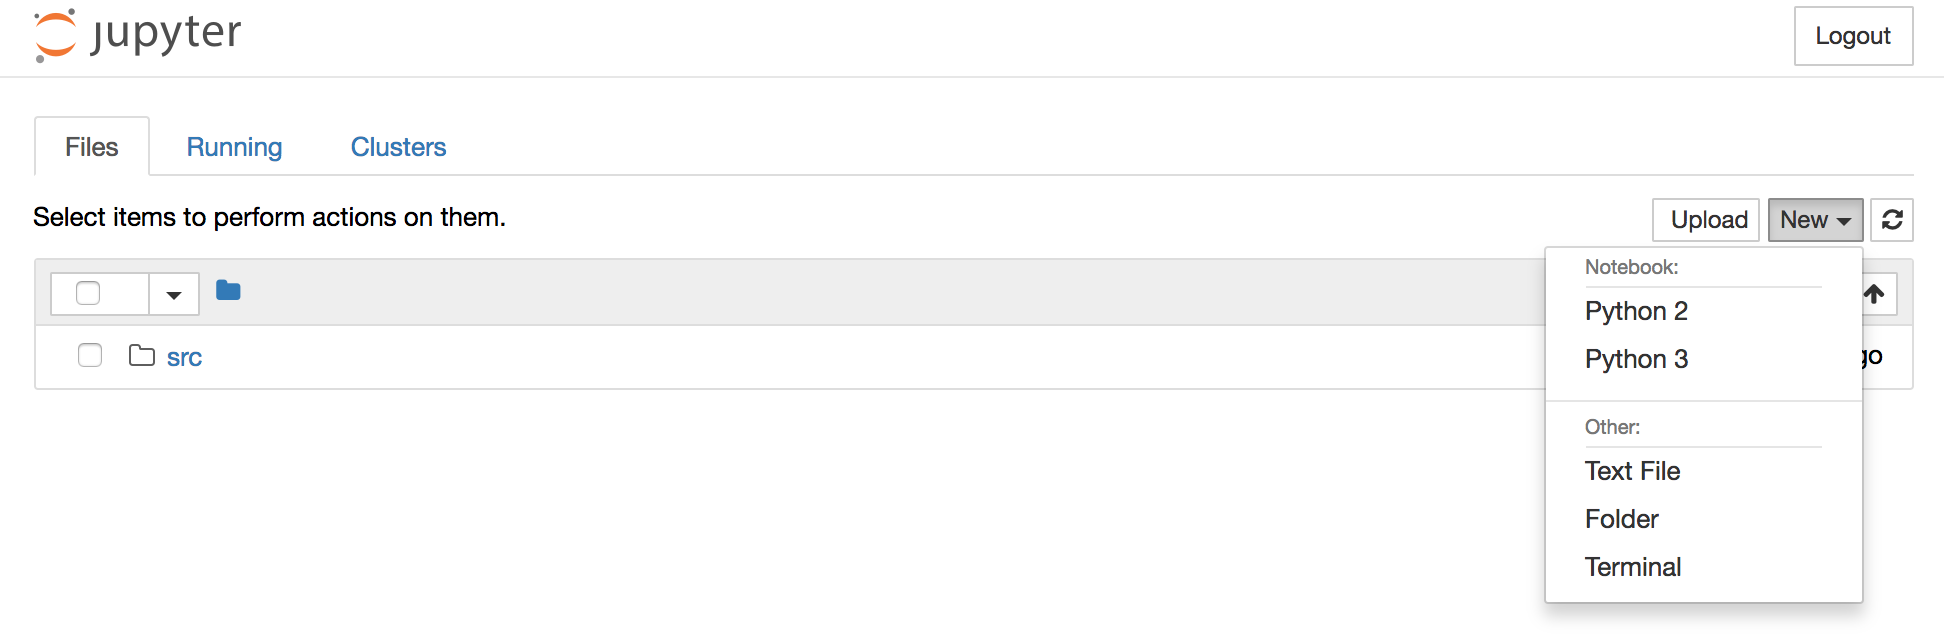 jupyter
Logout
Files Running Clusters
Select items to perform actions on them.
Upload New
Notebook:
Python 2
src
Python 3
Other:
Text File
Folder
Terminal